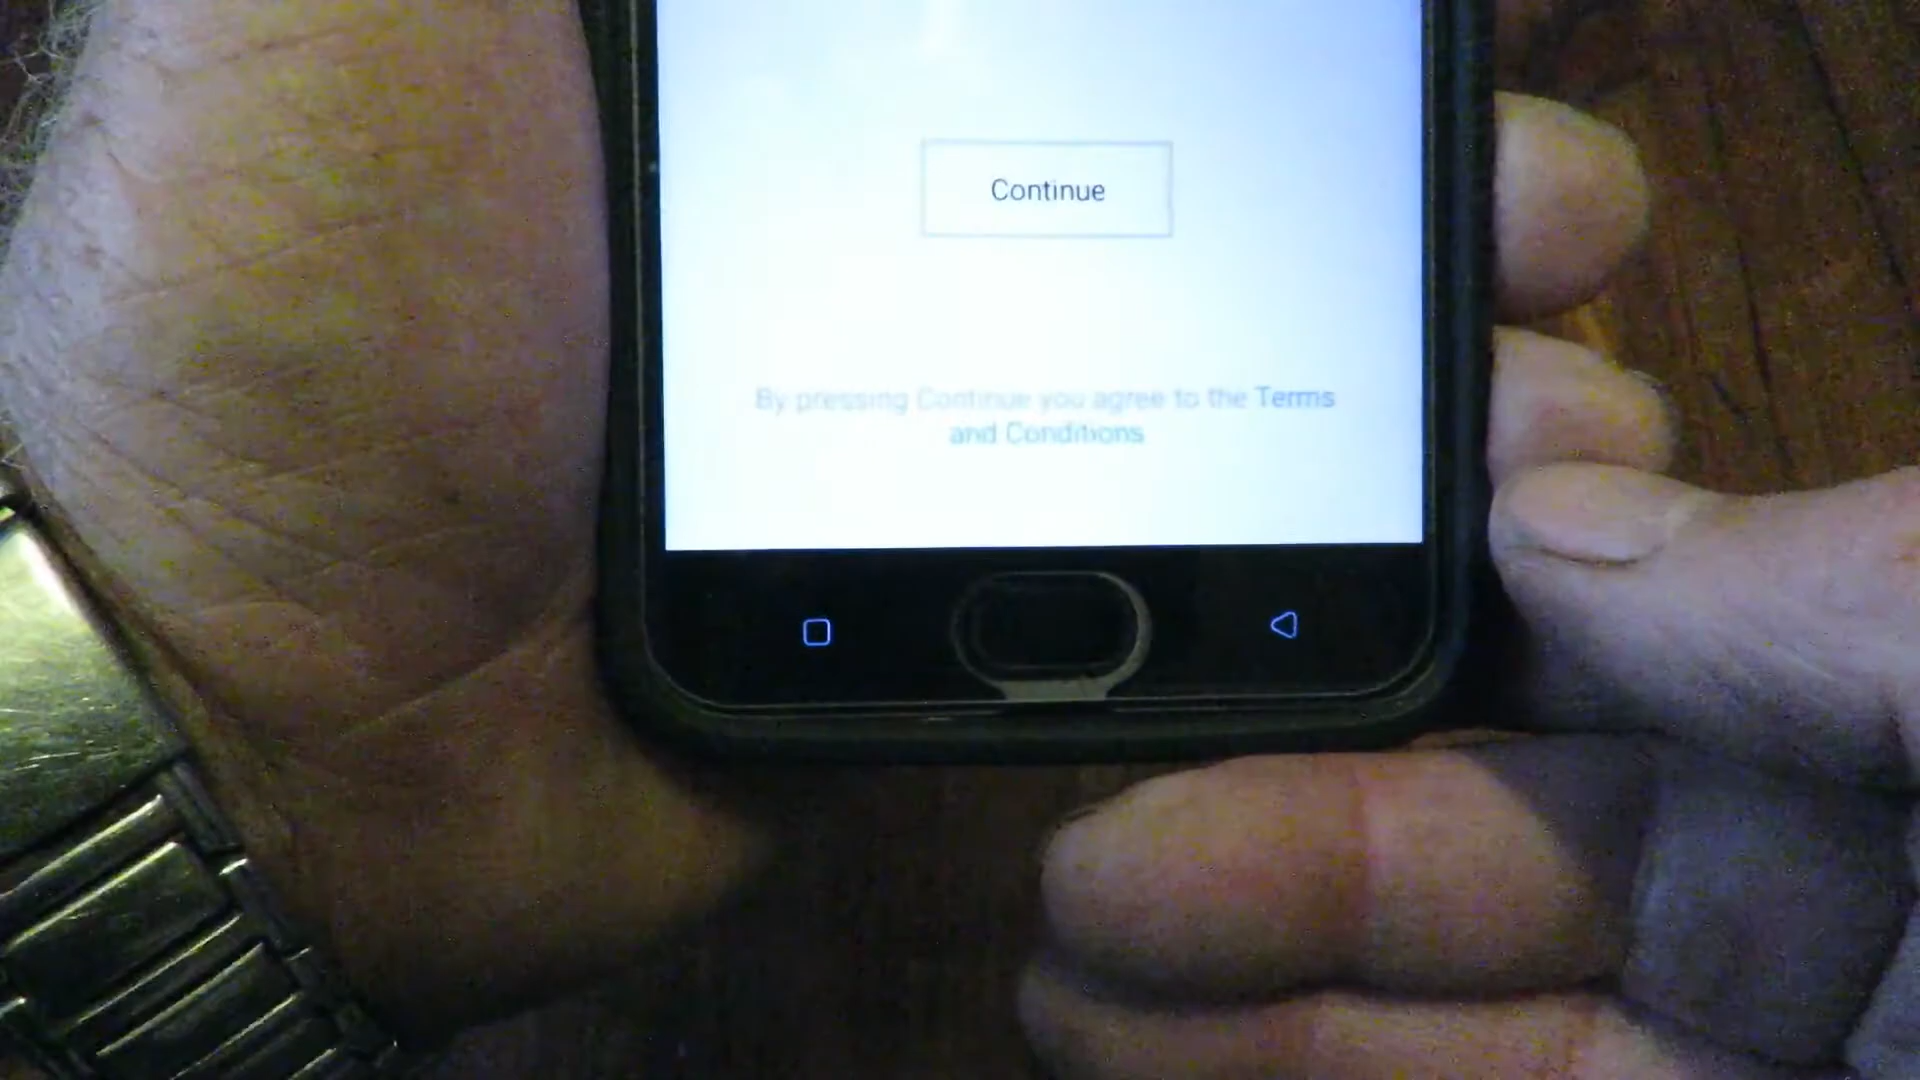 Continue
By pressing Continue you agree to the Terms
and Conditions